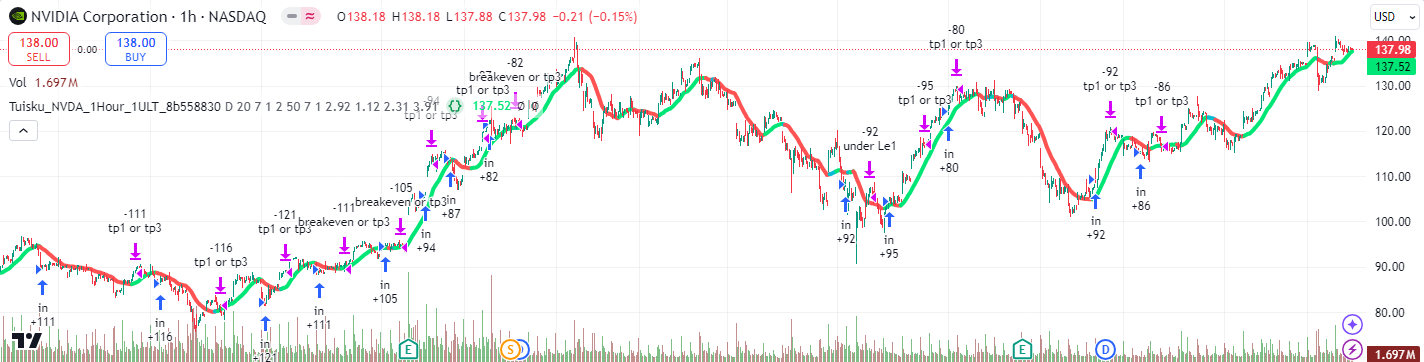 NVIDIA Corporation · 1h · NASDAQ O138.18 H138.18 L137.88 C137.98 −0.21 (−0.15%)
USD
138.00 SELL 0.00 138.00 BUY
Vol 1.697M
Tuisku_NVDA_1Hour_1ULT_8b558830 D 20 7 1 2 50 7 1 2.92 1.12 2.31 3.91 137.52
140.00
137.98
137.52
130.00
120.00
110.00
100.00
90.00
80.00
1.697M
-111
tp1 or tp3
-116
tp1 or tp3
-121
tp1 or tp3
-111
breakeven or tp3
-105
breakeven or tp3
-94
tp1 or tp3
tp1 or tp3
-82
breakeven or tp3
-92
under Le1
-95
tp1 or tp3
-80
tp1 or tp3
-92
tp1 or tp3
-86
tp1 or tp3
in
+111
in
+116
in
+121
in
+111
in
+105
in
+94
in
+87
in
+82
in
+92
in
+95
in
+80
in
+92
in
+86
E
S
E
D